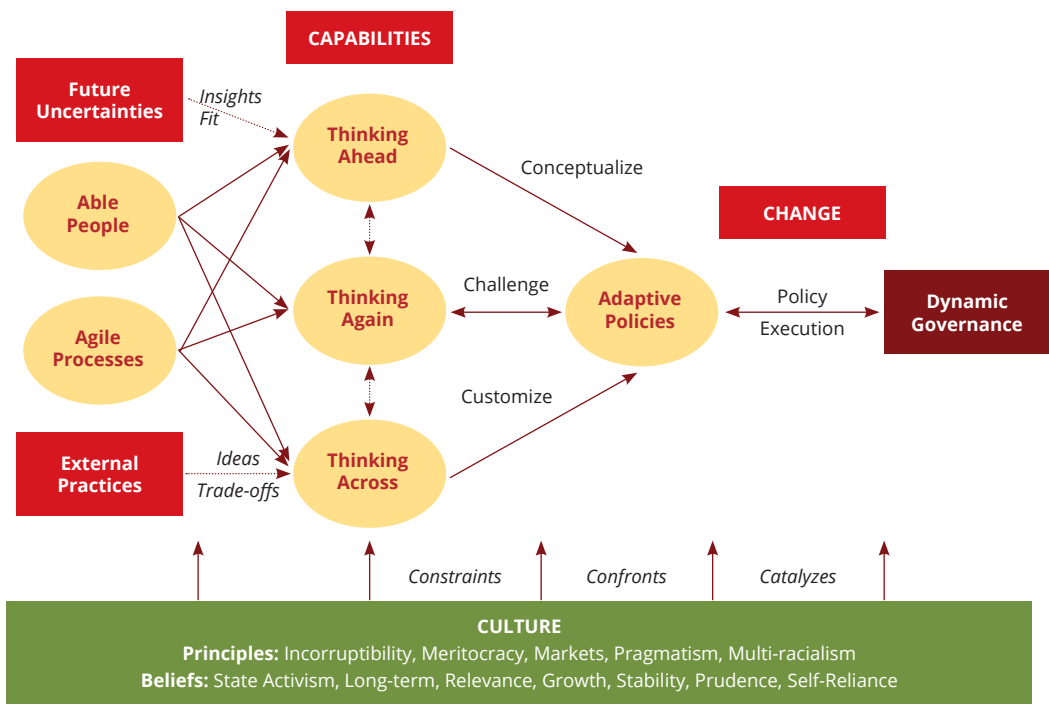 CAPABILITIES
Future
Uncertainties
Insights
Fit
Thinking
Ahead
Conceptualize
Able
People
CHANGE
Thinking
Again
Challenge
Adaptive
Policies
Policy
Execution
Dynamic
Governance
Agile
Processes
Customize
External
Practices
Ideas
Trade-offs
Thinking
Across
Constraints
Confronts
Catalyzes
CULTURE
Principles: Incorruptibility, Meritocracy, Markets, Pragmatism, Multi-racialism
Beliefs: State Activism, Long-term, Relevance, Growth, Stability, Prudence, Self-Reliance